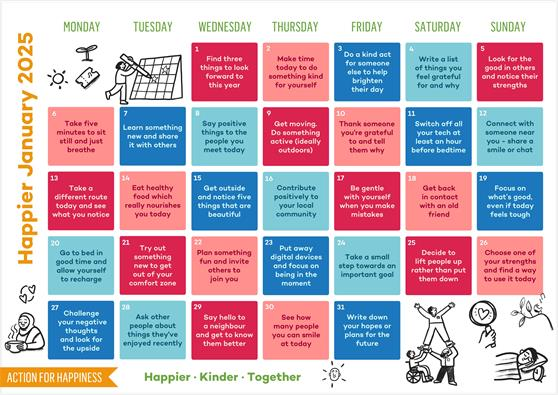 MONDAY TUESDAY WEDNESDAY THURSDAY FRIDAY SATURDAY SUNDAY
Happier January 2025
1
Find three
things to look
forward to
this year
2
Make time
today to do
something kind
for yourself
3
Do a kind act
for someone
else to help
brighten
their day
4
Write a list
of things you
feel grateful
for and why
5
Look for the
good in others
and notice their
strengths
6
Take five
minutes to sit
still and just
breathe
7
Learn something
new and share
it with others
8
Say positive
things to the
people you
meet today
9
Get moving.
Do something
active (ideally
outdoors)
10
Thank someone
you're grateful
to and tell
them why
11
Switch off all
your tech at
least an hour
before bedtime
12
Connect with
someone near
you - share a
smile or chat
13
Take a
different route
today and see
what you notice
14
Eat healthy
food which
really nourishes
you today
15
Get outside
and notice five
things that are
beautiful
16
Contribute
positively to
your local
community
17
Be gentle
with yourself
when you make
mistakes
18
Get back
in contact
with an old
friend
19
Focus on
what's good,
even if today
feels tough
20
Go to bed in
good time and
allow yourself
to recharge
21
Try out
something
new to get
out of your
comfort zone
22
Plan something
fun and invite
others to
join you
23
Put away
digital devices
and focus on
being in the
moment
24
Take a small
step towards an
important goal
25
Decide to
lift people up
rather than put
them down
26
Choose one of
your strengths
and find a way
to use it today
27
Challenge
your negative
thoughts
and look for
the upside
28
Ask other
people about
things they've
enjoyed recently
29
Say hello to
a neighbour
and get to know
them better
30
See how
many people
you can smile
at today
31
Write down
your hopes or
plans for the
future
ACTION FOR HAPPINESS
Happier · Kinder · Together